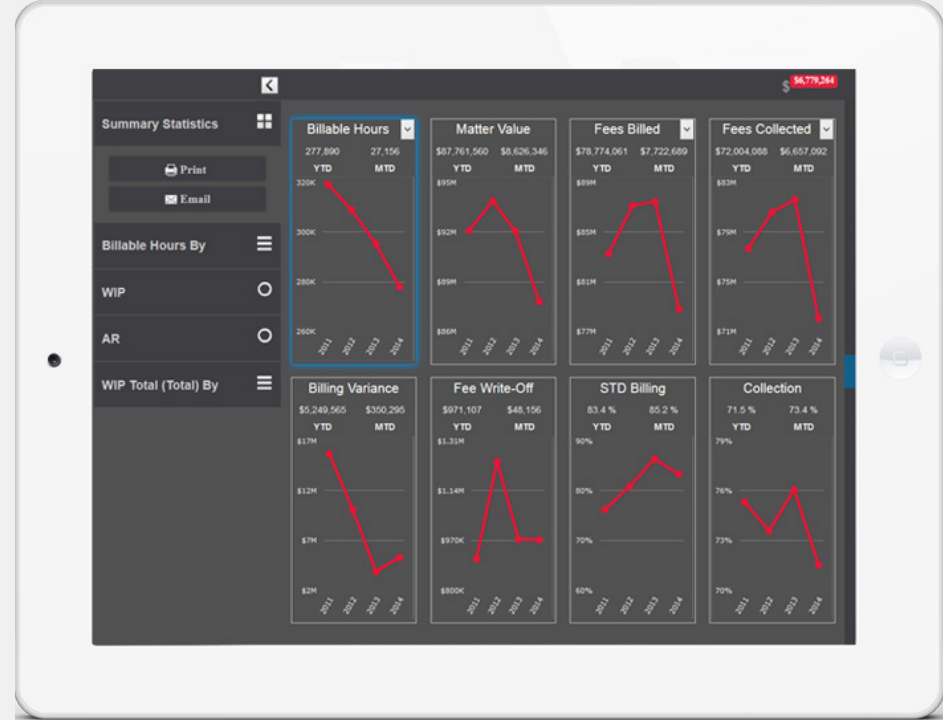 $ $6,779,264
Summary Statistics
Print
Email
Billable Hours By
WIP
AR
WIP Total (Total) By
Billable Hours
277,890 27,156
YTD MTD
320K
300K
280K
260K
2011 2012 2013 2014
Matter Value
$87,761,560 $8,626,346
YTD MTD
$95M
$92M
$89M
$86M
2011 2012 2013 2014
Fees Billed
$78,774,061 $7,722,689
YTD MTD
$89M
$85M
$81M
$77M
2011 2012 2013 2014
Fees Collected
$72,004,088 $6,657,092
YTD MTD
$83M
$79M
$75M
$71M
2011 2012 2013 2014
Billing Variance
$5,249,565 $350,295
YTD MTD
$17M
$12M
$7M
$2M
2011 2012 2013 2014
Fee Write-Off
$971,107 $48,156
YTD MTD
$1.31M
$1.14M
$970K
$800K
2011 2012 2013 2014
STD Billing
83.4 % 85.2 %
YTD MTD
90%
80%
70%
60%
2011 2012 2013 2014
Collection
71.5 % 73.4 %
YTD MTD
79%
76%
73%
70%
2011 2012 2013 2014